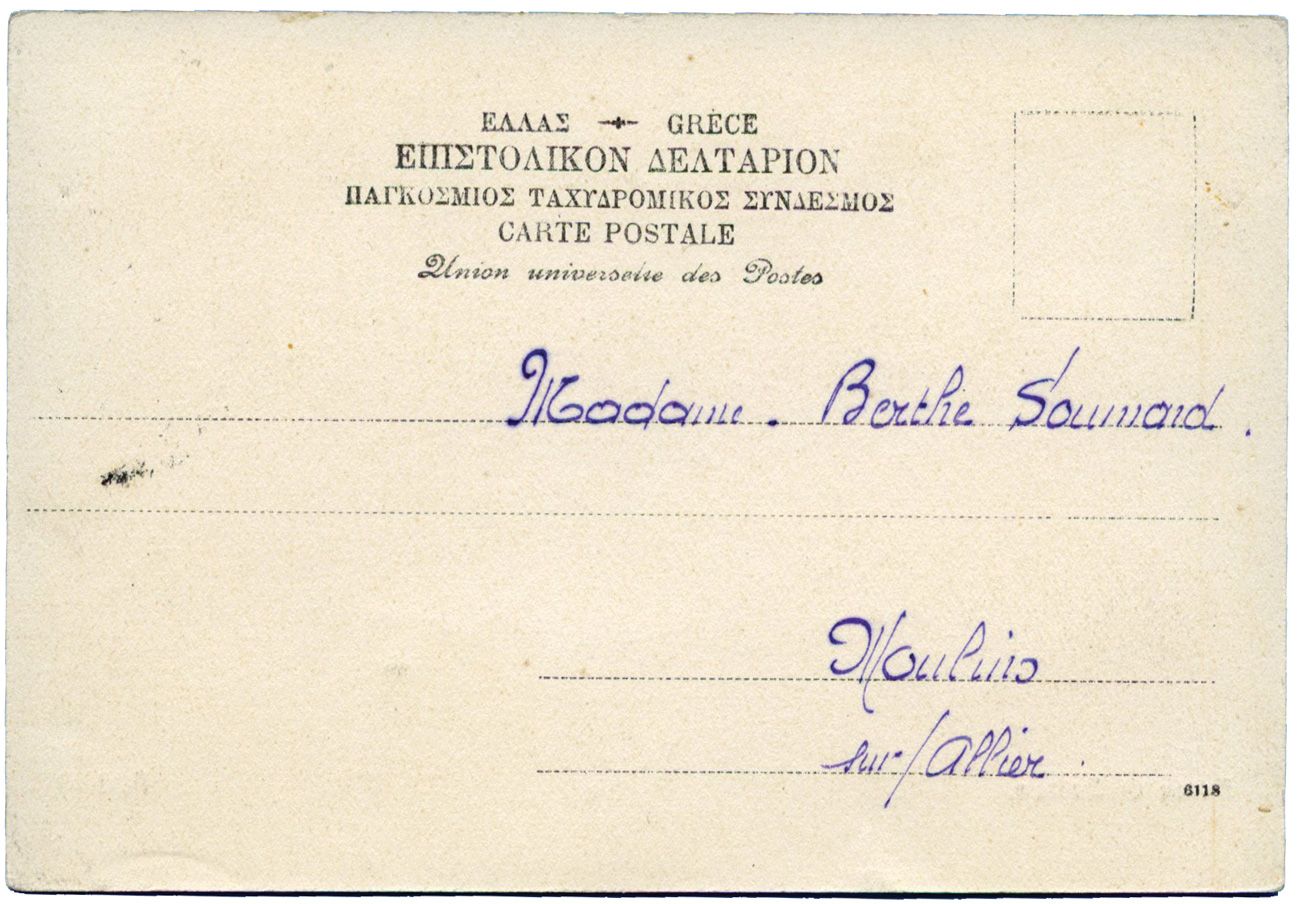 ΕΛΛΑΣ GRÈCE
ΕΠΙΣΤΟΛΙΚΟΝ ΔΕΛΤΑΡΙΟΝ
ΠΑΓΚΟΣΜΙΟΣ ΤΑΧΥΔΡΟΜΙΚΟΣ ΣΥΝΔΕΣΜΟΣ
CARTE POSTALE
Union universelle des Postes
Madame. Berthe
Moulins
sur/Allier.
6118